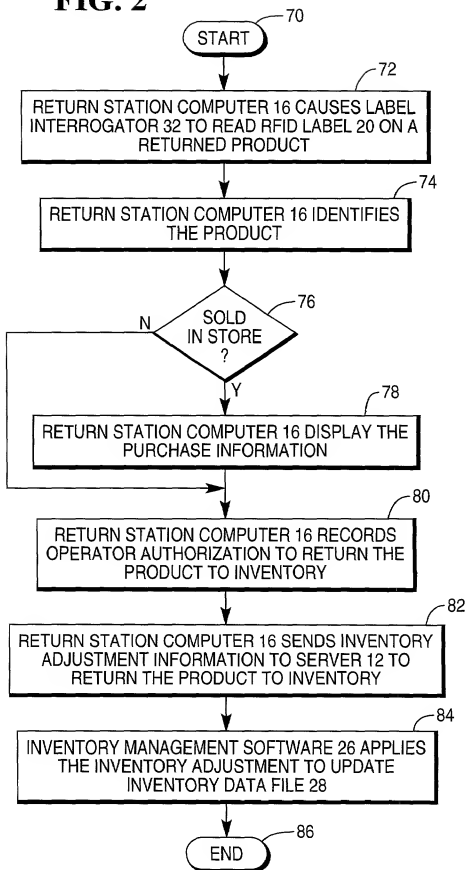 FIG. 2
70
START
72
RETURN STATION COMPUTER 16 CAUSES LABEL
INTERROGATOR 32 TO READ RFID LABEL 20 ON A
RETURNED PRODUCT
74
RETURN STATION COMPUTER 16 IDENTIFIES
THE PRODUCT
76
N
SOLD
IN STORE
?
Y
78
RETURN STATION COMPUTER 16 DISPLAY THE
PURCHASE INFORMATION
80
RETURN STATION COMPUTER 16 RECORDS
OPERATOR AUTHORIZATION TO RETURN THE
PRODUCT TO INVENTORY
82
RETURN STATION COMPUTER 16 SENDS INVENTORY
ADJUSTMENT INFORMATION TO SERVER 12 TO
RETURN THE PRODUCT TO INVENTORY
84
INVENTORY MANAGEMENT SOFTWARE 26 APPLIES
THE INVENTORY ADJUSTMENT TO UPDATE
INVENTORY DATA FILE 28
86
END